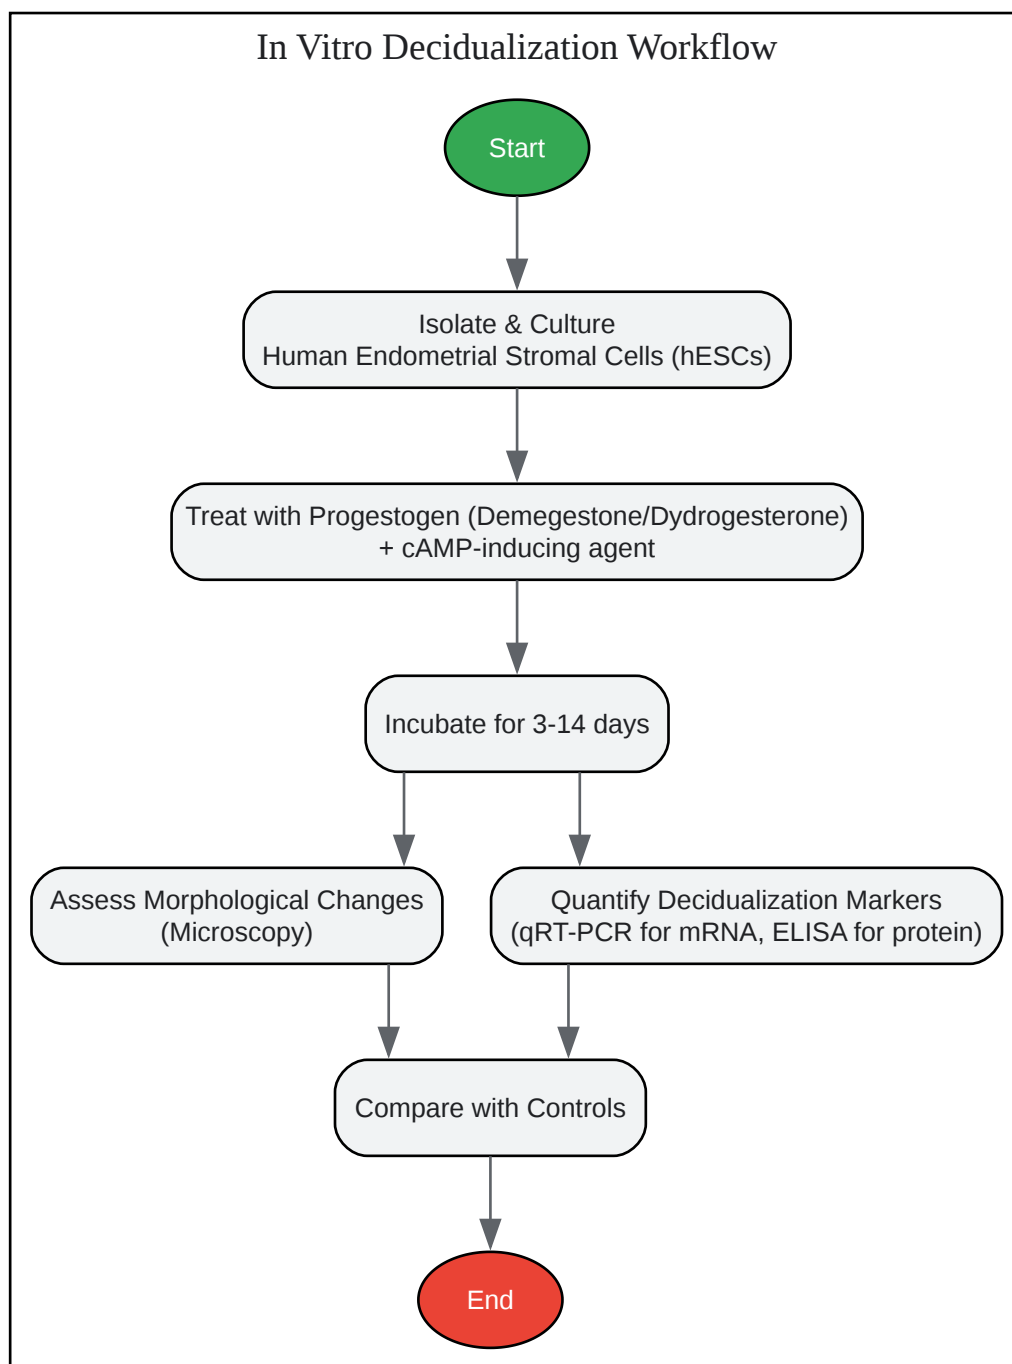 In Vitro Decidualization Workflow
Start
Isolate & Culture
Human Endometrial Stromal Cells (hESCs)
Treat with Progestogen (Demegestone/Dydrogesterone)
+ cAMP-inducing agent
Incubate for 3-14 days
Assess Morphological Changes
(Microscopy)
Quantify Decidualization Markers
(qRT-PCR for mRNA, ELISA for protein)
Compare with Controls
End